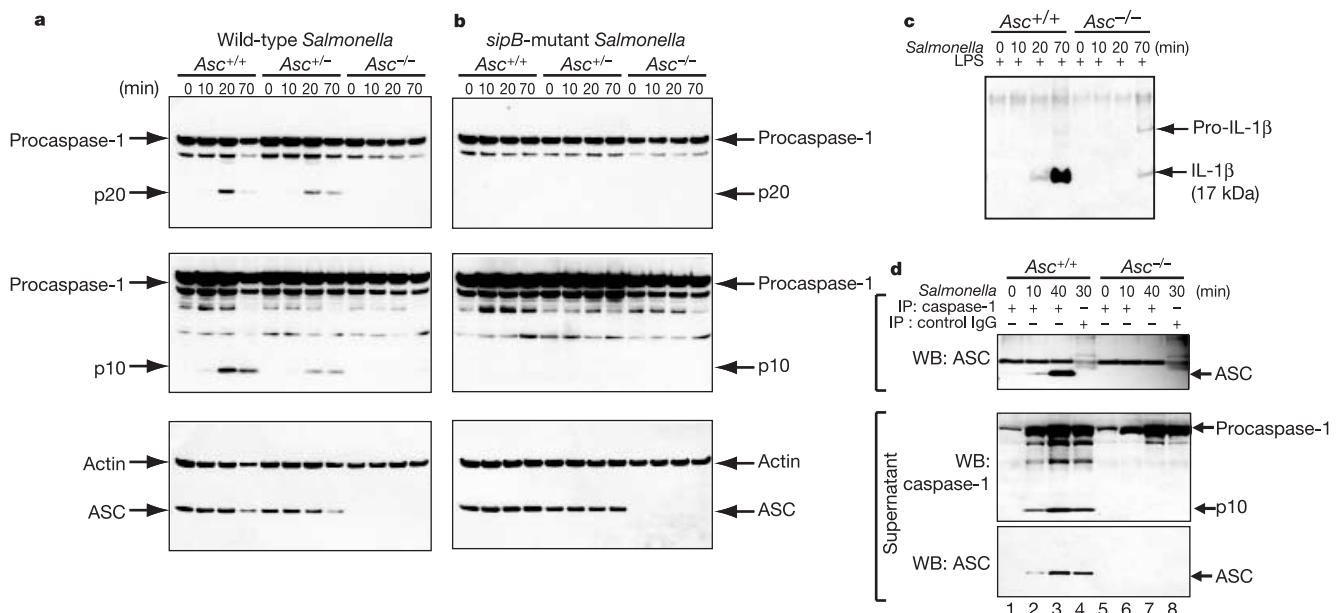 a
Wild-type Salmonella
Asc+/+ Asc+/– Asc–/–
(min) 0 10 20 70 0 10 20 70 0 10 20 70
Procaspase-1
p20
Procaspase-1
p10
Actin
ASC
b
sipB-mutant Salmonella
Asc+/+ Asc+/– Asc–/–
0 10 20 70 0 10 20 70 0 10 20 70
Procaspase-1
p20
Procaspase-1
p10
Actin
ASC
c
Asc+/+ Asc–/–
Salmonella 0 10 20 70 0 10 20 70 (min)
LPS + + + + + + + +
Pro-IL-1β
IL-1β
(17 kDa)
d
Asc+/+ Asc–/–
Salmonella 0 10 40 30 0 10 40 30 (min)
IP: caspase-1 + + + – + + + –
IP : control IgG – – – + – – – +
WB: ASC
ASC
Supernatant
WB:
caspase-1
Procaspase-1
p10
WB: ASC
ASC
1 2 3 4 5 6 7 8